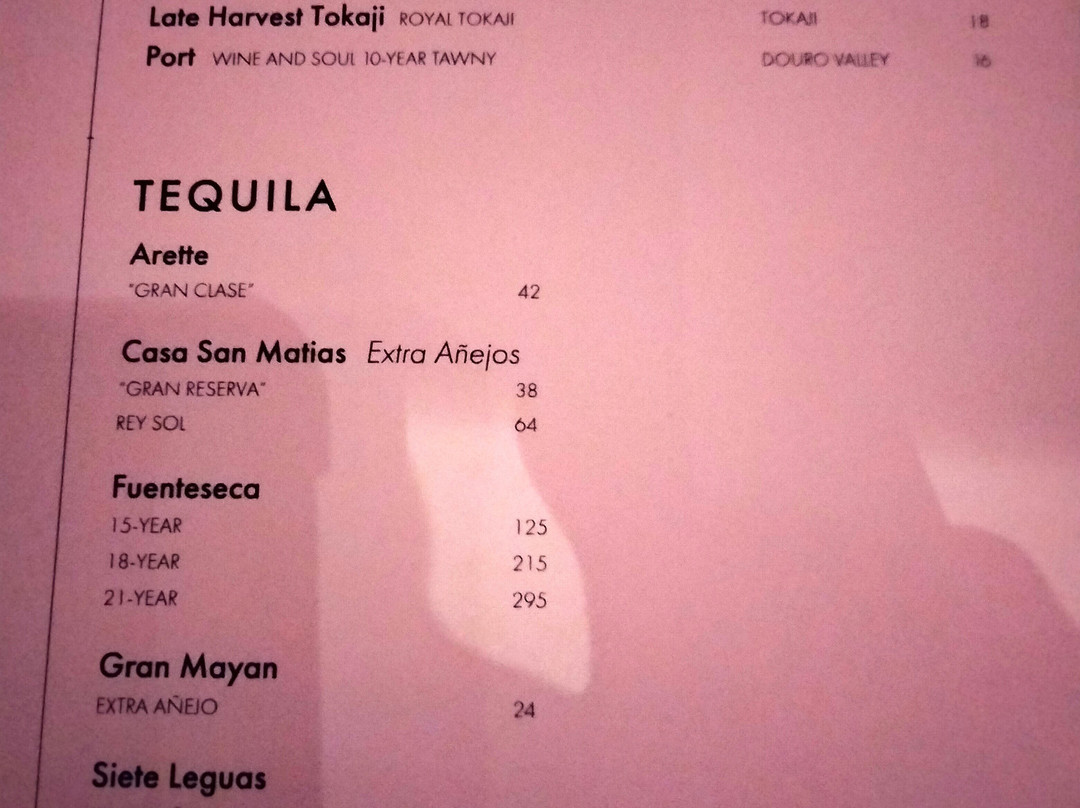 Late Harvest Tokaji ROYAL TOKAJI TOKAJI 18
Port WINE AND SOUL 10-YEAR TAWNY DOURO VALLEY 16
TEQUILA
Arette
"GRAN CLASE" 42
Casa San Matias Extra Añejos
"GRAN RESERVA" 38
REY SOL 64
Fuenteseca
15-YEAR 125
18-YEAR 215
21-YEAR 295
Gran Mayan
EXTRA AÑEJO 24
Siete Leguas